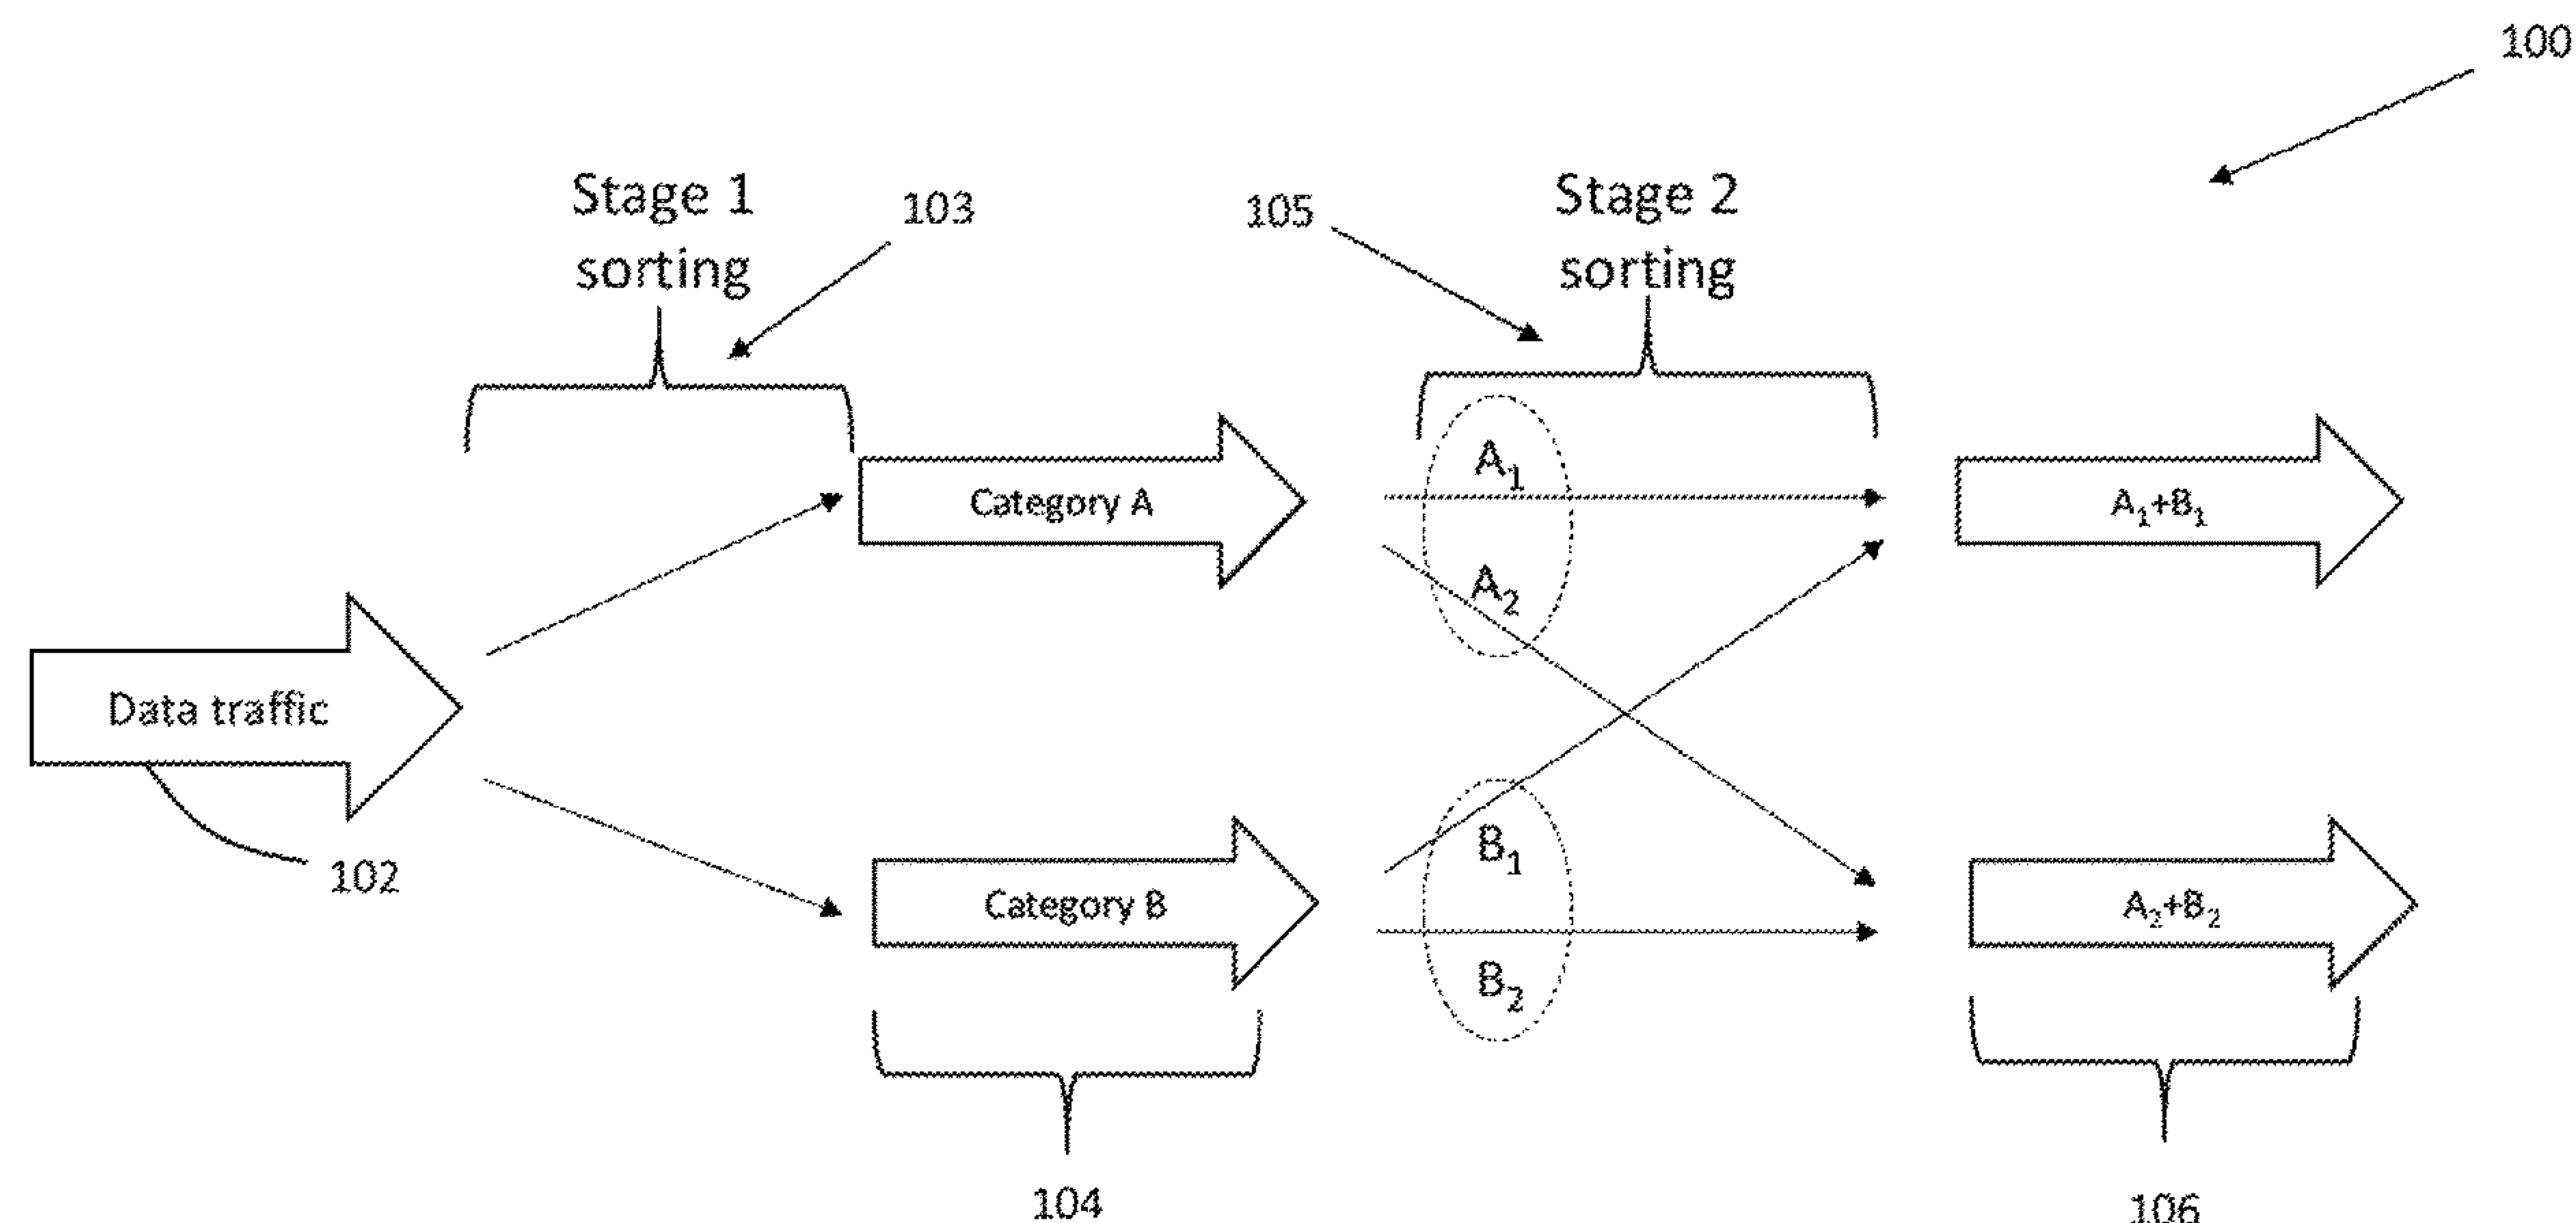 100
Stage 1
sorting
103
105
Stage 2
sorting
A₁
Category A
A₁+B₁
A₂
Data traffic
102
B₁
Category B
A₂+B₂
B₂
104
106